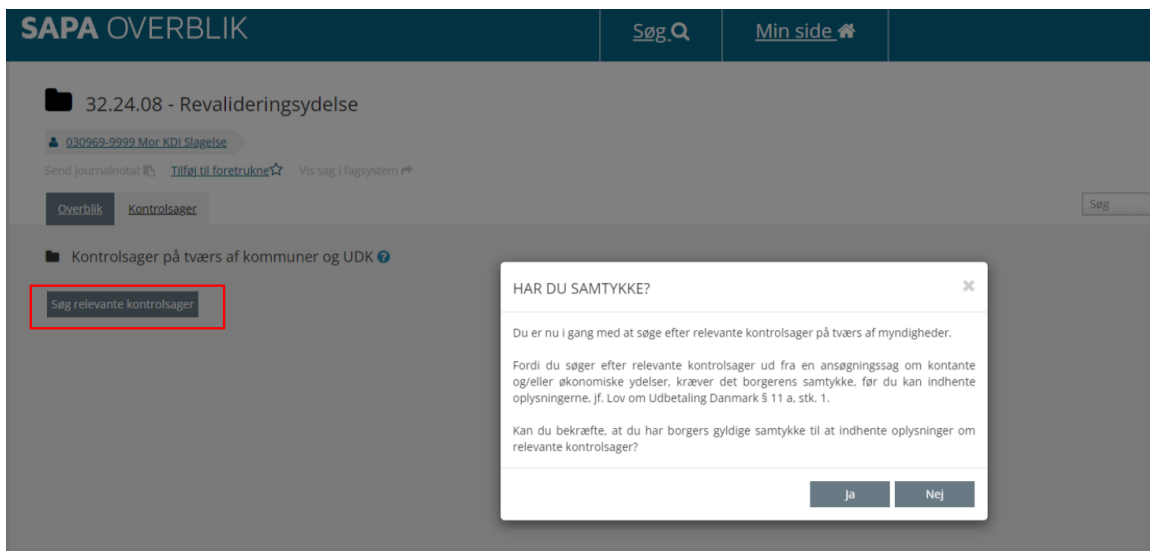 SAPA OVERBLIK
Søg
Min side
32.24.08 - Revalideringsydelse
030969-9999 Mor KDI Slagelse
Send journalnotat Tilføj til foretrukne Vis sag i fagsystem
Overblik Kontrolsager
Søg
Kontrolsager på tværs af kommuner og UDK
Søg relevante kontrolsager
HAR DU SAMTYKKE?
Du er nu i gang med at søge efter relevante kontrolsager på tværs af myndigheder.
Fordi du søger efter relevante kontrolsager ud fra en ansøgningssag om kontante
og/eller økonomiske ydelser, kræver det borgerens samtykke, før du kan indhente
oplysningerne, jf. Lov om Udbetaling Danmark § 11 a, stk. 1.
Kan du bekræfte, at du har borgers gyldige samtykke til at indhente oplysninger om
relevante kontrolsager?
Ja Nej